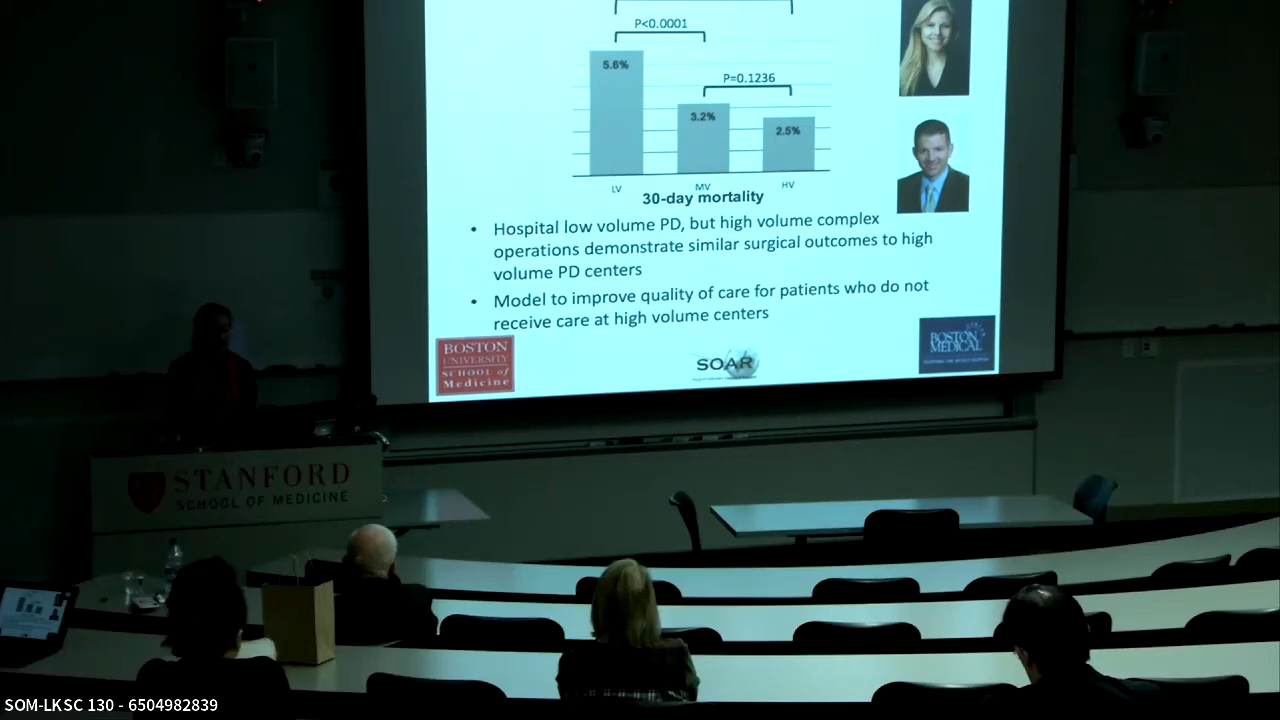 P<0.0001
5.6%
P=0.1236
3.2%
2.5%
LV
MV
HV
30-day mortality
• Hospital low volume PD, but high volume complex
operations demonstrate similar surgical outcomes to high
volume PD centers
• Model to improve quality of care for patients who do not
receive care at high volume centers
BOSTON
UNIVERSITY
SCHOOL of
Medicine
SOAR
BOSTON
MEDICAL
STANFORD
SCHOOL OF MEDICINE
SOM-LKSC 130 - 6504982839